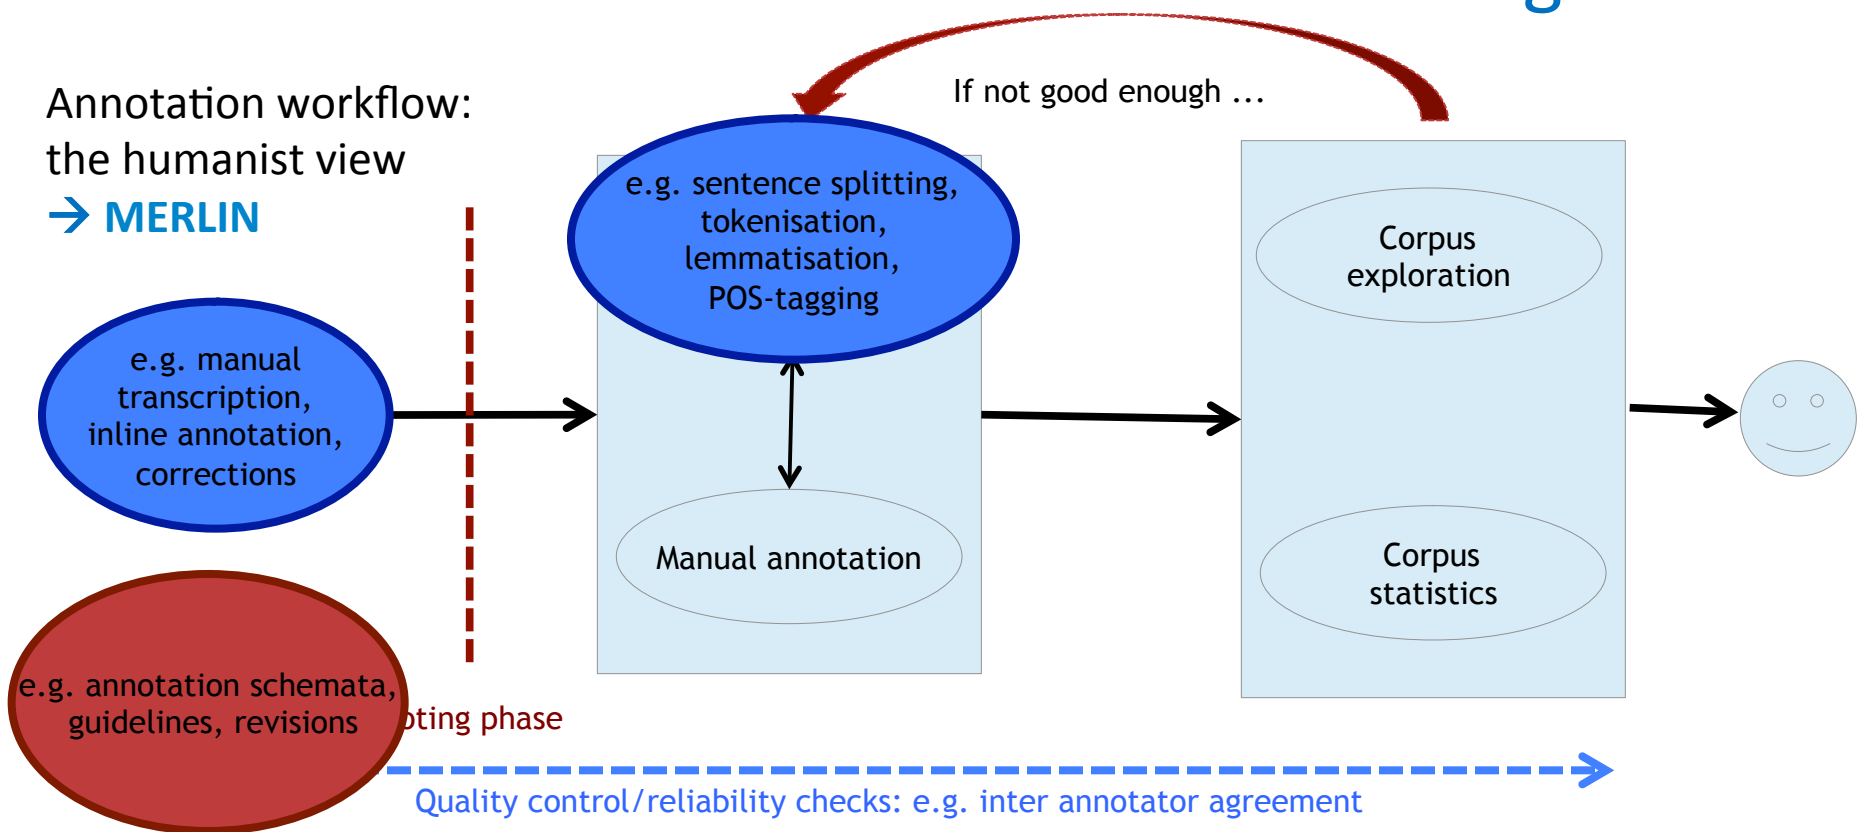 Annotation workflow:
the humanist view
→ MERLIN
If not good enough ...
e.g. sentence splitting,
tokenisation,
lemmatisation,
POS-tagging
Corpus
exploration
e.g. manual
transcription,
inline annotation,
corrections
Manual annotation
Corpus
statistics
e.g. annotation schemata,
guidelines, revisions
phase
Quality control/reliability checks: e.g. inter annotator agreement